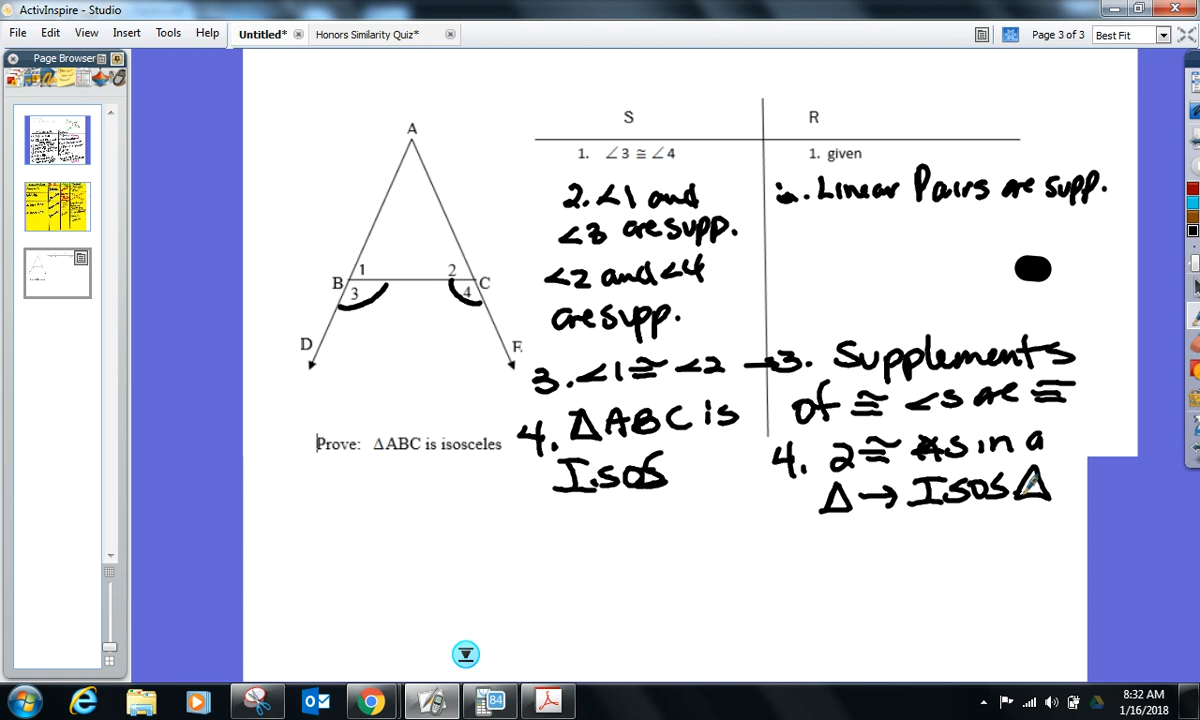 ActivInspire - Studio
File Edit View Insert Tools Help
Untitled*
Honors Similarity Quiz*
Page 3 of 3
Best Fit
Page Browser
S
R
1. ∠3 ≅ ∠4
1. given
2. ∠1 and
∠3 are supp.
∠2 and ∠4
are supp.
Linear Pairs are supp.
3. ∠1 ≅ ∠2
→3. Supplements
of ≅ ∠s are ≅
4. ΔABC is
Isos
4. 2 ≅ ∠s in a
Δ → Isos Δ
A
B
1
2
C
3
4
D
E
Prove: ΔABC is isosceles
84
8:32 AM
1/16/2018